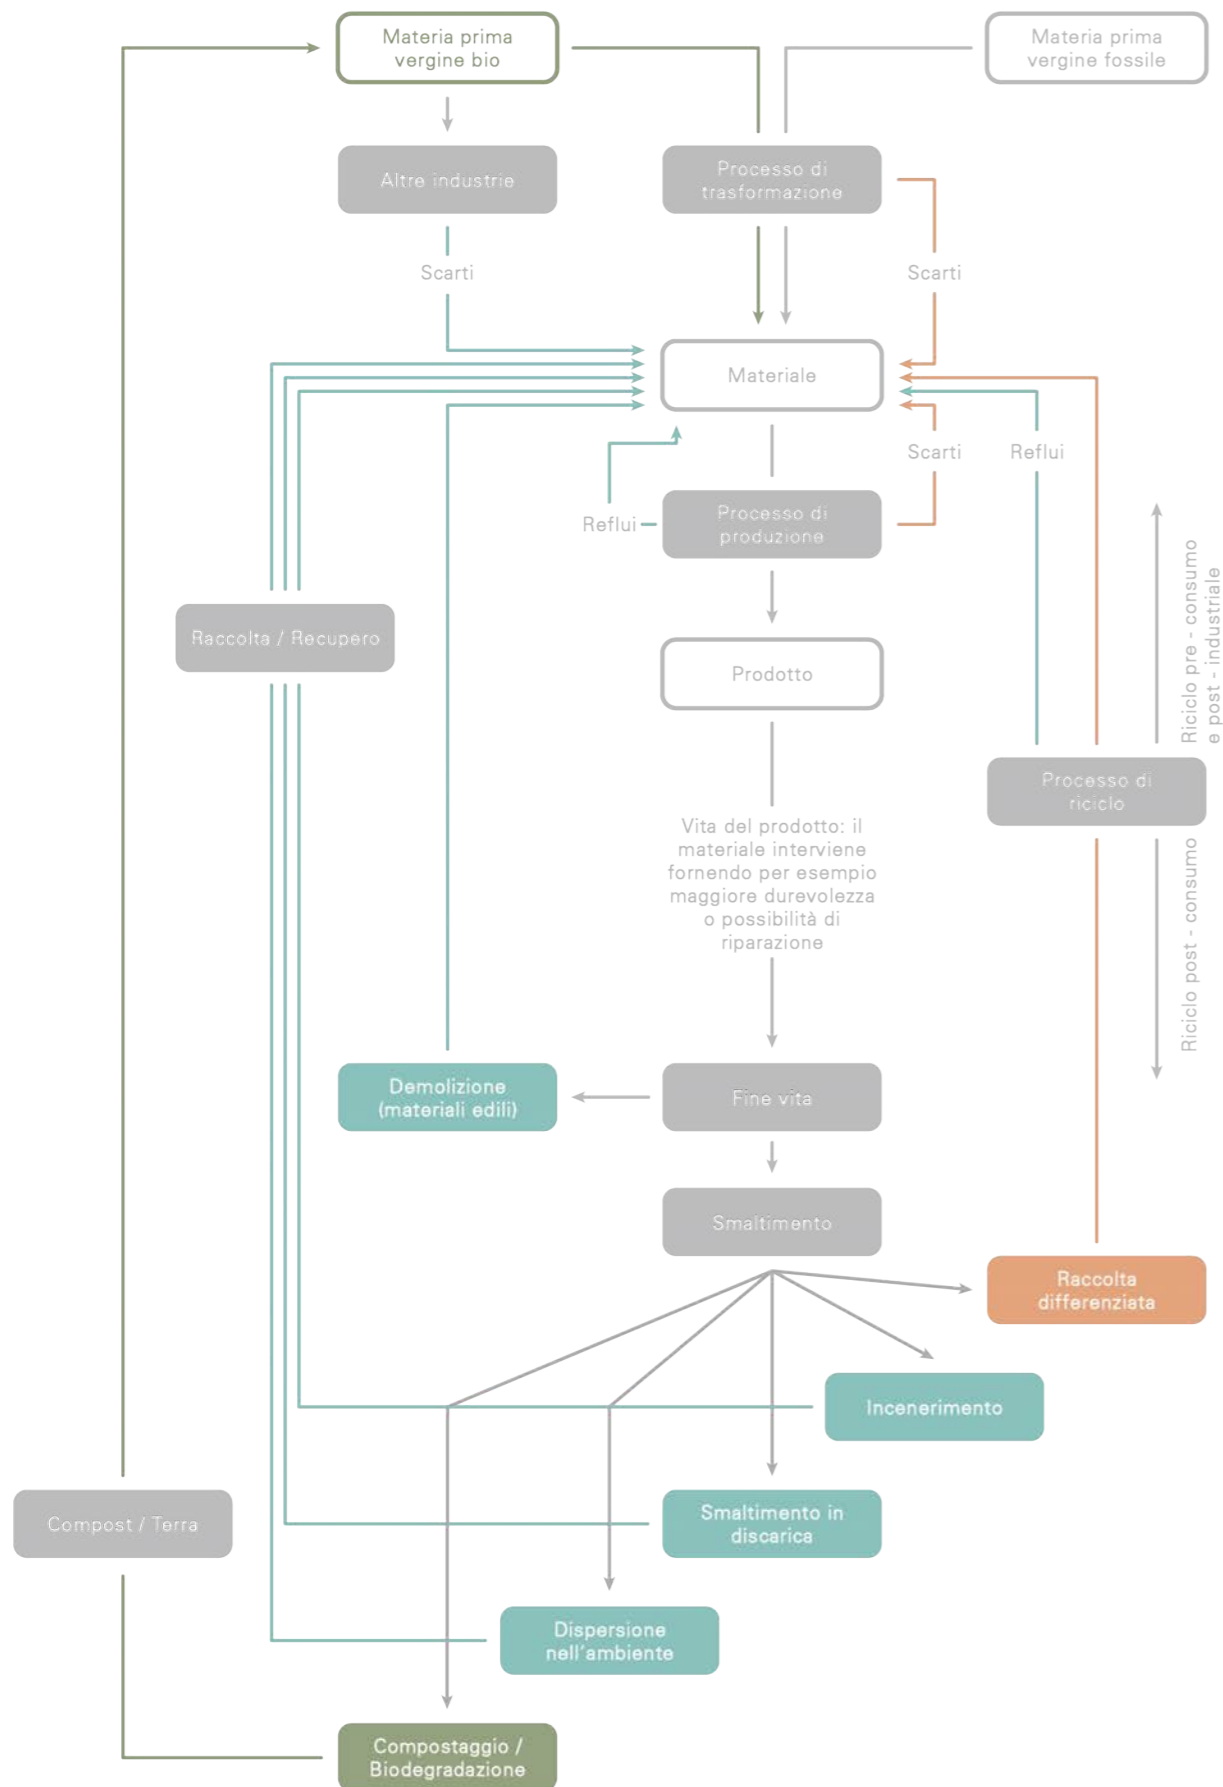 Materia prima
vergine bio
Materia prima
vergine fossile
Altre industrie
Processo di
trasformazione
Scarti
Scarti
Materiale
Scarti
Reflui
Reflui
Processo di
produzione
Riciclo pre - consumo
e post - industriale
Raccolta / Recupero
Prodotto
Processo di
riciclo
Vita del prodotto: il
materiale interviene
fornendo per esempio
maggiore durevolezza
o possibilità di
riparazione
Riciclo post - consumo
Demolizione
(materiali edili)
Fine vita
Smaltimento
Raccolta
differenziata
Incenerimento
Smaltimento in
discarica
Compost / Terra
Dispersione
nell'ambiente
Compostaggio /
Biodegradazione